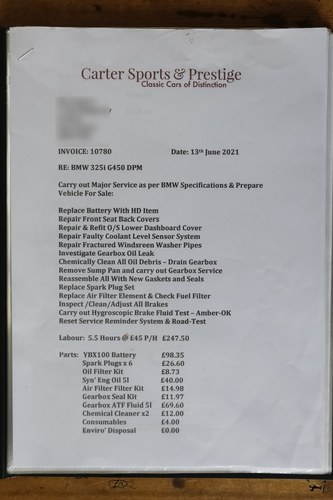 Carter Sports & Prestige
Classic Cars of Distinction
INVOICE: 10780 Date: 13th June 2021
RE: BMW 325i G450 DPM
Carry out Major Service as per BMW Specifications & Prepare
Vehicle For Sale:
Replace Battery With HD Item
Repair Front Seat Back Covers
Repair & Refit O/S Lower Dashboard Cover
Repair Faulty Coolant Level Sensor System
Repair Fractured Windsreen Washer Pipes
Investigate Gearbox Oil Leak
Chemically Clean All Oil Debris – Drain Gearbox
Remove Sump Pan and carry out Gearbox Service
Reassemble All With New Gaskets and Seals
Replace Spark Plug Set
Replace Air Filter Element & Check Fuel Filter
Inspect /Clean/Adjust All Brakes
Carry out Hygroscopic Brake Fluid Test – Amber-OK
Reset Service Reminder System & Road-Test
Labour: 5.5 Hours @ £45 P/H £247.50
Parts: YBX100 Battery £98.35
Spark Plugs x 6 £26.60
Oil Filter Kit £8.73
Syn' Eng Oil 5l £40.00
Air Filter Filter Kit £14.98
Gearbox Seal Kit £11.97
Gearbox ATF Fluid 5l £69.60
Chemical Cleaner x2 £12.00
Consumables £4.00
Enviro' Disposal £0.00